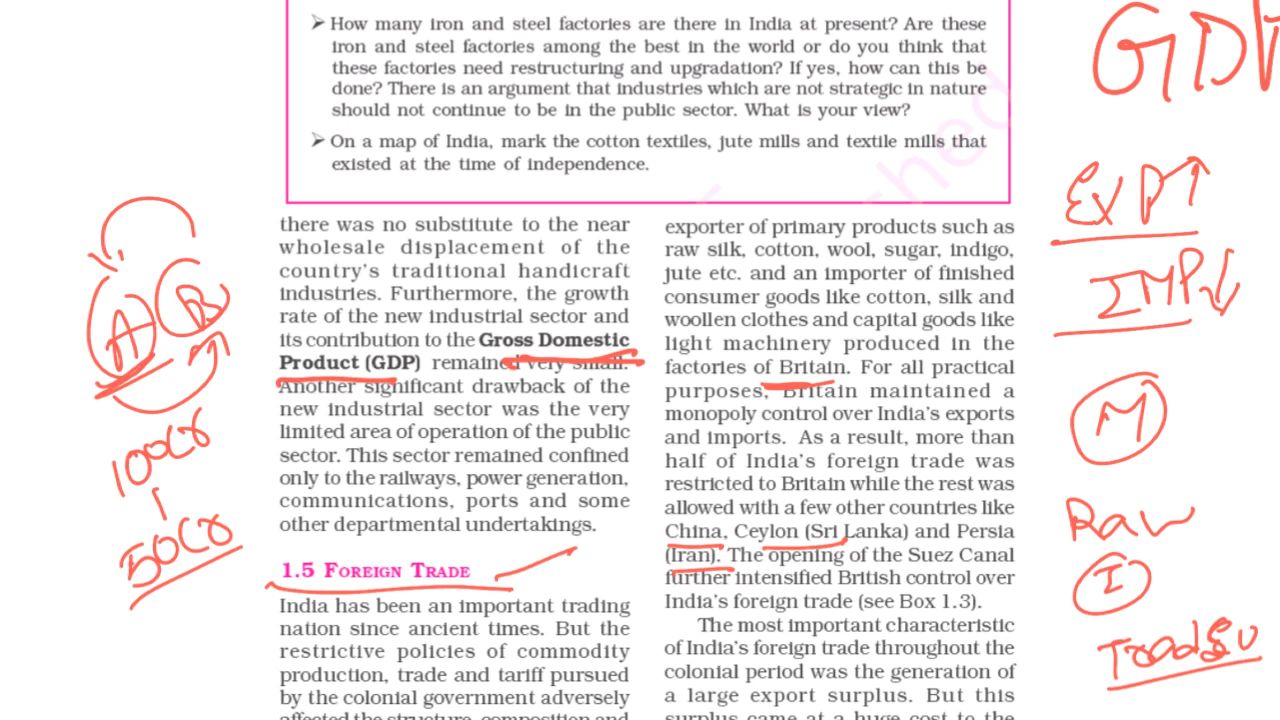 ➢ How many iron and steel factories are there in India at present? Are these
iron and steel factories among the best in the world or do you think that
these factories need restructuring and upgradation? If yes, how can this be
done? There is an argument that industries which are not strategic in nature
should not continue to be in the public sector. What is your view?
➢ On a map of India, mark the cotton textiles, jute mills and textile mills that
existed at the time of independence.
there was no substitute to the near
wholesale displacement of the
country's traditional handicraft
industries. Furthermore, the growth
rate of the new industrial sector and
its contribution to the Gross Domestic
Product (GDP) remained very small.
Another significant drawback of the
new industrial sector was the very
limited area of operation of the public
sector. This sector remained confined
only to the railways, power generation,
communications, ports and some
other departmental undertakings.
1.5 FOREIGN TRADE
India has been an important trading
nation since ancient times. But the
restrictive policies of commodity
production, trade and tariff pursued
by the colonial government adversely
affected the structure, composition and
exporter of primary products such as
raw silk, cotton, wool, sugar, indigo,
jute etc. and an importer of finished
consumer goods like cotton, silk and
woollen clothes and capital goods like
light machinery produced in the
factories of Britain. For all practical
purposes, Britain maintained a
monopoly control over India's exports
and imports. As a result, more than
half of India's foreign trade was
restricted to Britain while the rest was
allowed with a few other countries like
China, Ceylon (Sri Lanka) and Persia
(Iran). The opening of the Suez Canal
further intensified British control over
India's foreign trade (see Box 1.3).
The most important characteristic
of India's foreign trade throughout the
colonial period was the generation of
a large export surplus. But this
surplus came at a huge cost to the
A B
100Cr
50Cr
GDP
EXP↑
IMP↓
M
Raw
I